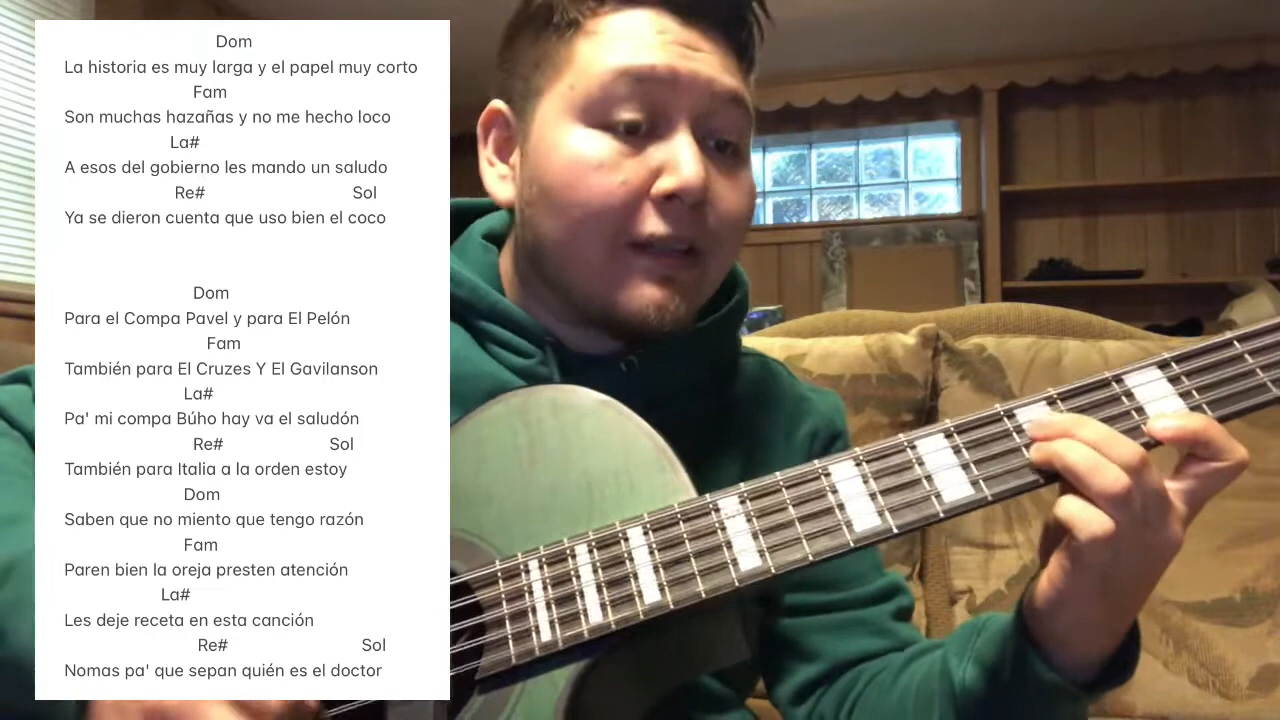 Dom
La historia es muy larga y el papel muy corto
Fam
Son muchas hazañas y no me hecho loco
La#
A esos del gobierno les mando un saludo
Re# Sol
Ya se dieron cuenta que uso bien el coco
Dom
Para el Compa Pavel y para El Pelón
Fam
También para El Cruzes Y El Gavilanson
La#
Pa' mi compa Búho hay va el saludón
Re# Sol
También para Italia a la orden estoy
Dom
Saben que no miento que tengo razón
Fam
Paren bien la oreja presten atención
La#
Les deje receta en esta canción
Re# Sol
Nomas pa' que sepan quién es el doctor